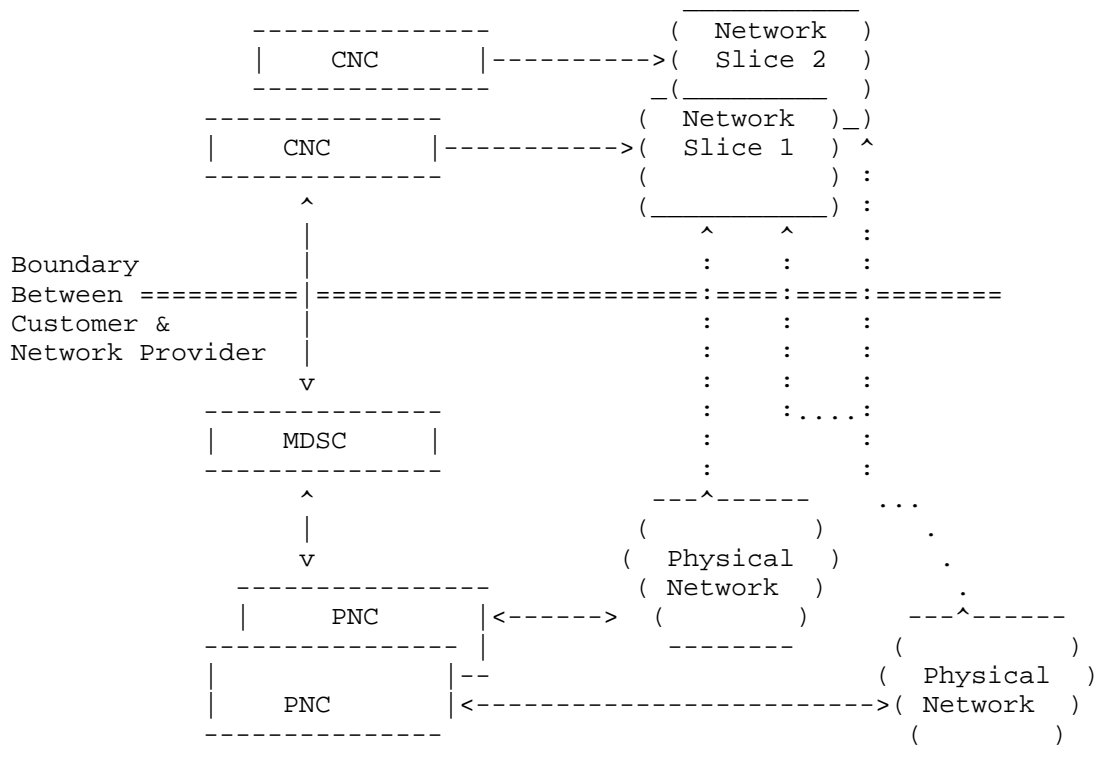 Network
CNC Slice 2
Network
CNC Slice 1
Boundary
Between
Customer &
Network Provider
v
MDSC
v
Physical
Network
PNC
Physical
PNC Network